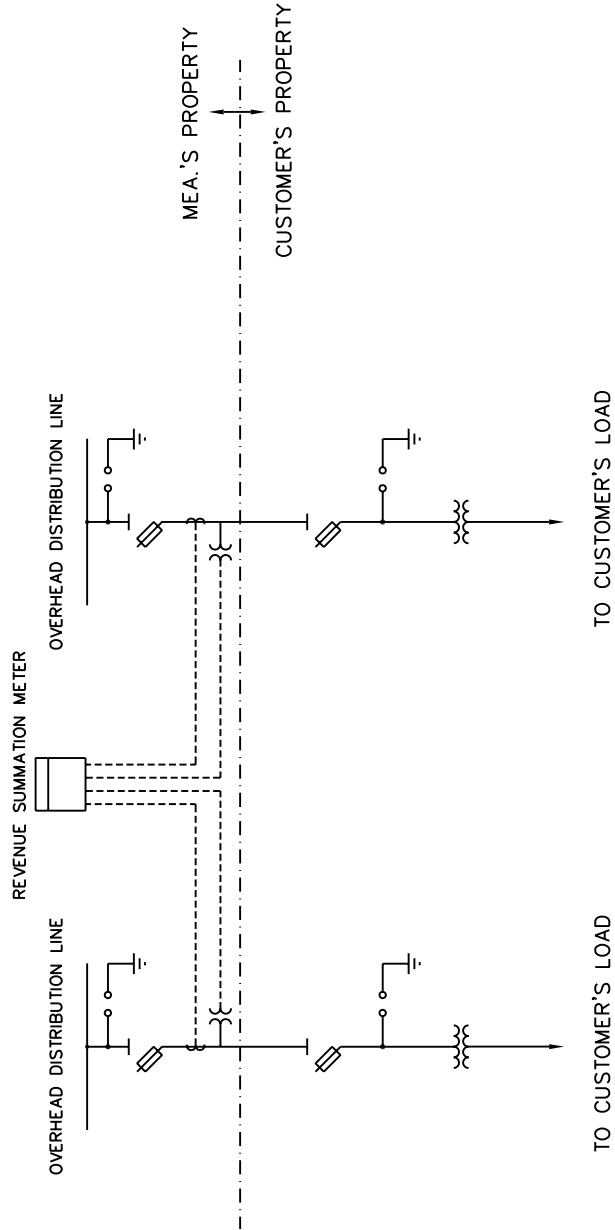 REVENUE SUMMATION METER
OVERHEAD DISTRIBUTION LINE
OVERHEAD DISTRIBUTION LINE
MEA.'S PROPERTY
CUSTOMER'S PROPERTY
TO CUSTOMER'S LOAD
TO CUSTOMER'S LOAD